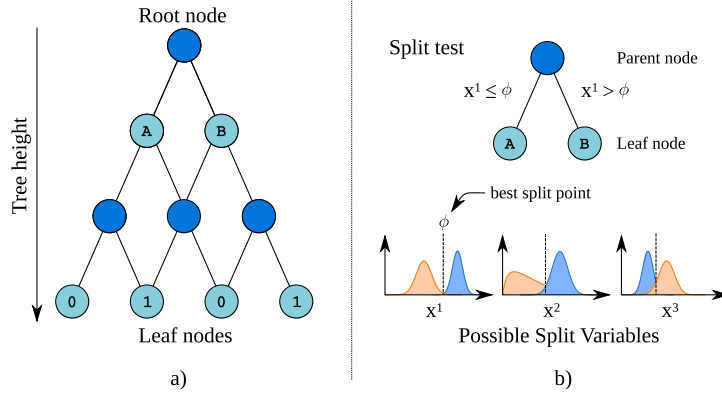 Root node
Tree height
A
B
0
1
0
1
Leaf nodes
a)
Split test
Parent node
x¹ ≤ ϕ
x¹ > ϕ
A
B
Leaf node
best split point
ϕ
x¹
x²
x³
Possible Split Variables
b)